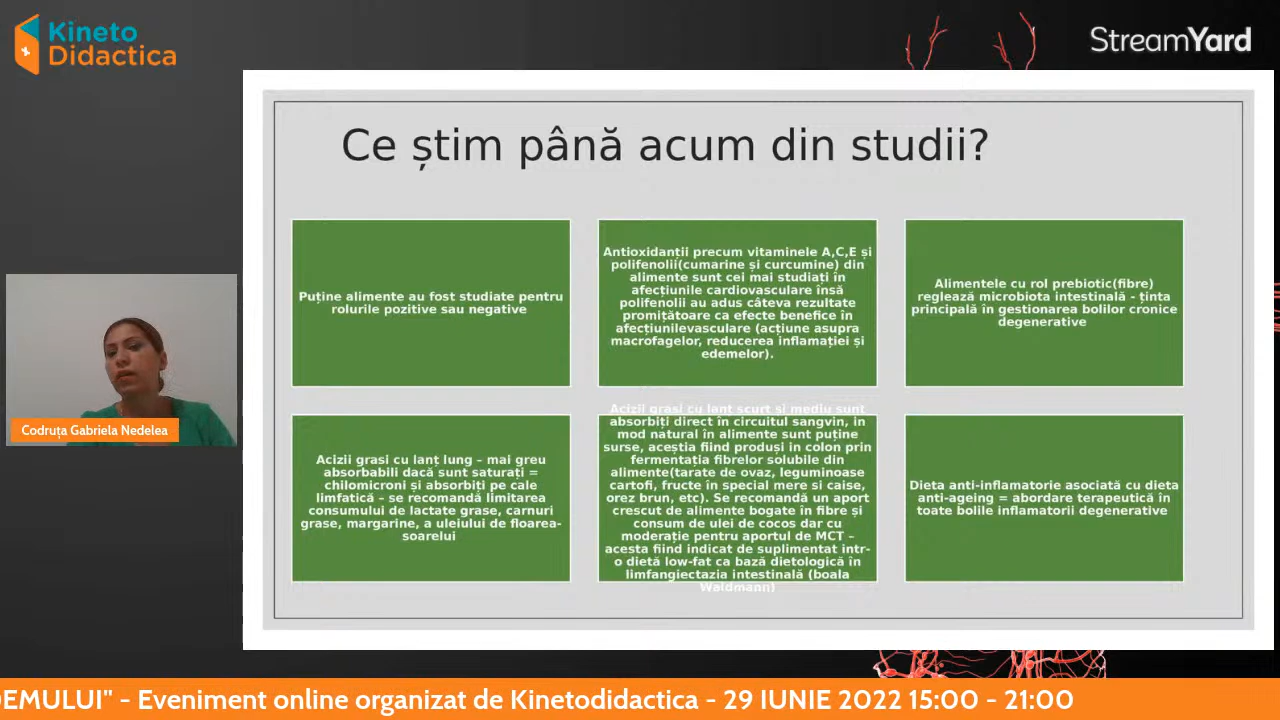 Kineto
Didactica
StreamYard
Ce știm până acum din studii?
Puține alimente au fost studiate pentru
rolurile pozitive sau negative
Antioxidanții precum vitaminele A,C,E și
polifenolii(cumarine și curcumine) din
alimente sunt cei mai studiați în
afecțiunile cardiovasculare însă
polifenolii au adus câteva rezultate
promițătoare ca efecte benefice în
afecțiunilevasculare (acțiune asupra
macrofagelor, reducerea inflamației și
edemelor).
Alimentele cu rol prebiotic(fibre)
reglează microbiota intestinală - ținta
principală în gestionarea bolilor cronice
degenerative
Acizii grasi cu lanț lung – mai greu
absorbabili dacă sunt saturați =
chilomicroni și absorbiți pe cale
limfatică – se recomandă limitarea
consumului de lactate grase, carnuri
grase, margarine, a uleiului de floarea-
soarelui
Acizii grasi cu lanț scurt si mediu sunt
absorbiți direct în circuitul sangvin, in
mod natural în alimente sunt puține
surse, aceștia fiind produși în colon prin
fermentația fibrelor solubile din
alimente(tarate de ovaz, leguminoase
cartofi, fructe în special mere si caise,
orez brun, etc). Se recomandă un aport
crescut de alimente bogate în fibre și
consum de ulei de cocos dar cu
moderație pentru aportul de MCT –
acesta fiind indicat de suplimentat intr-
o dietă low-fat ca bază dietologică în
limfangiectazia intestinală (boala
Waldmann)
Dieta anti-inflamatorie asociată cu dieta
anti-ageing = abordare terapeutică în
toate bolile inflamatorii degenerative
Codruța Gabriela Nedelea
DEMULUI" - Eveniment online organizat de Kinetodidactica - 29 IUNIE 2022 15:00 - 21:00